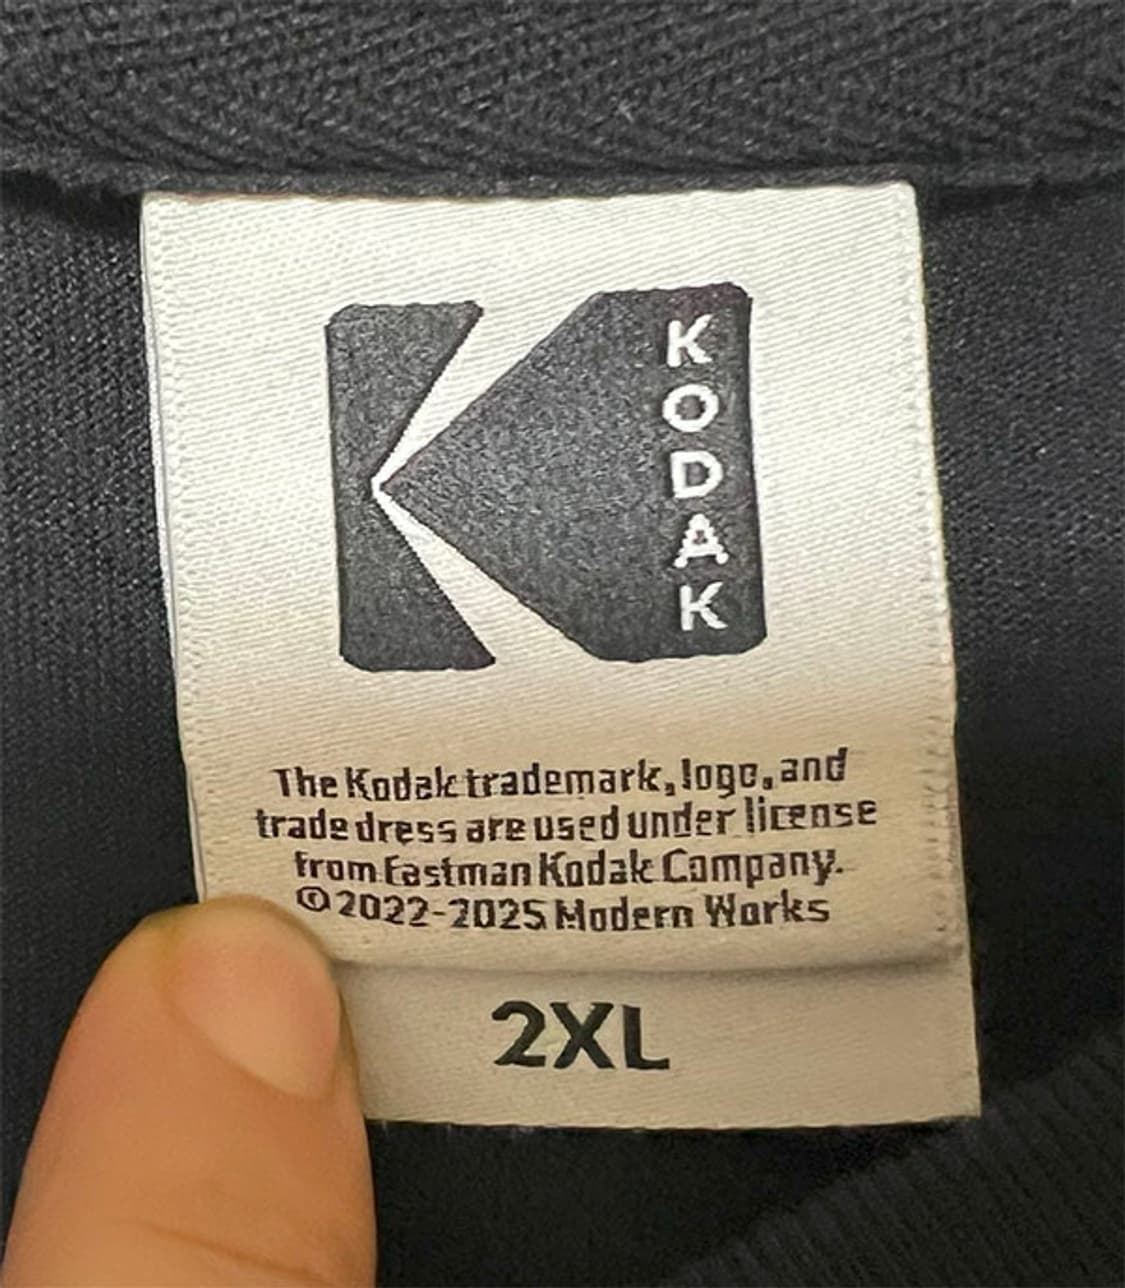 KODAK
The Kodak trademark, logo, and
trade dress are used under license
from Eastman Kodak Company.
©2022-2025 Modern Works
2XL